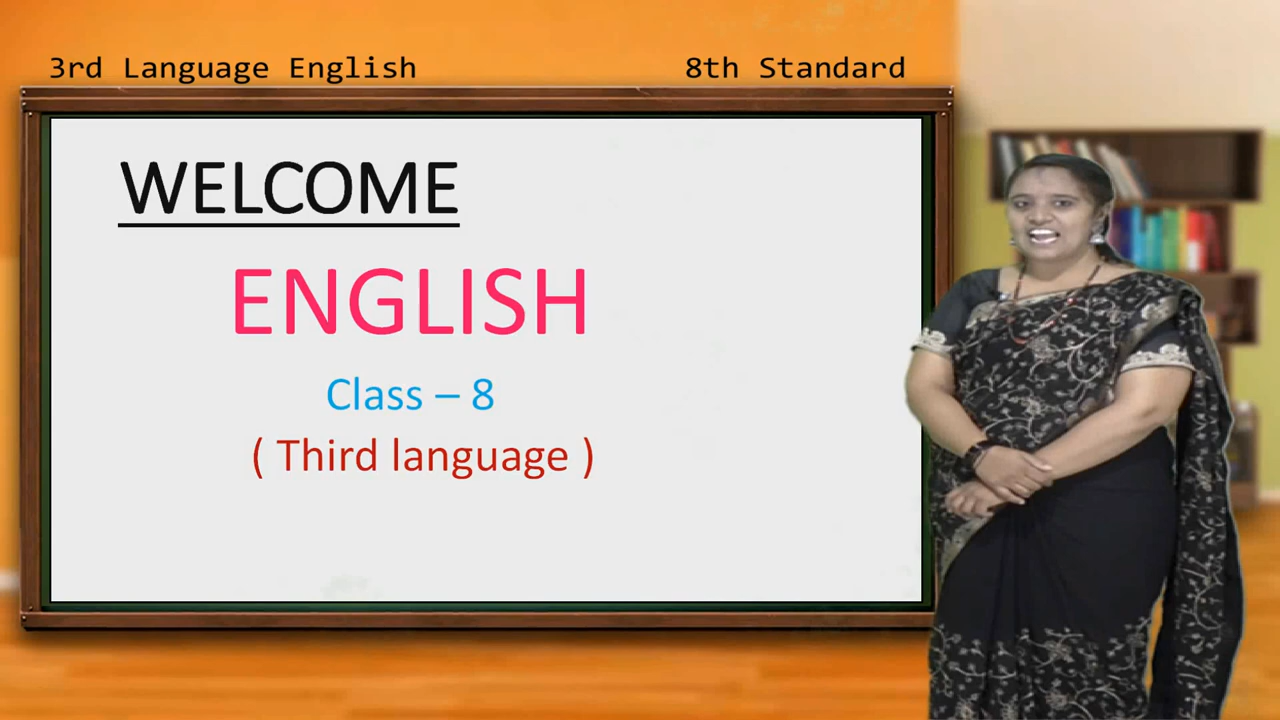 3rd Language English 8th Standard
WELCOME
ENGLISH
Class – 8
( Third language )